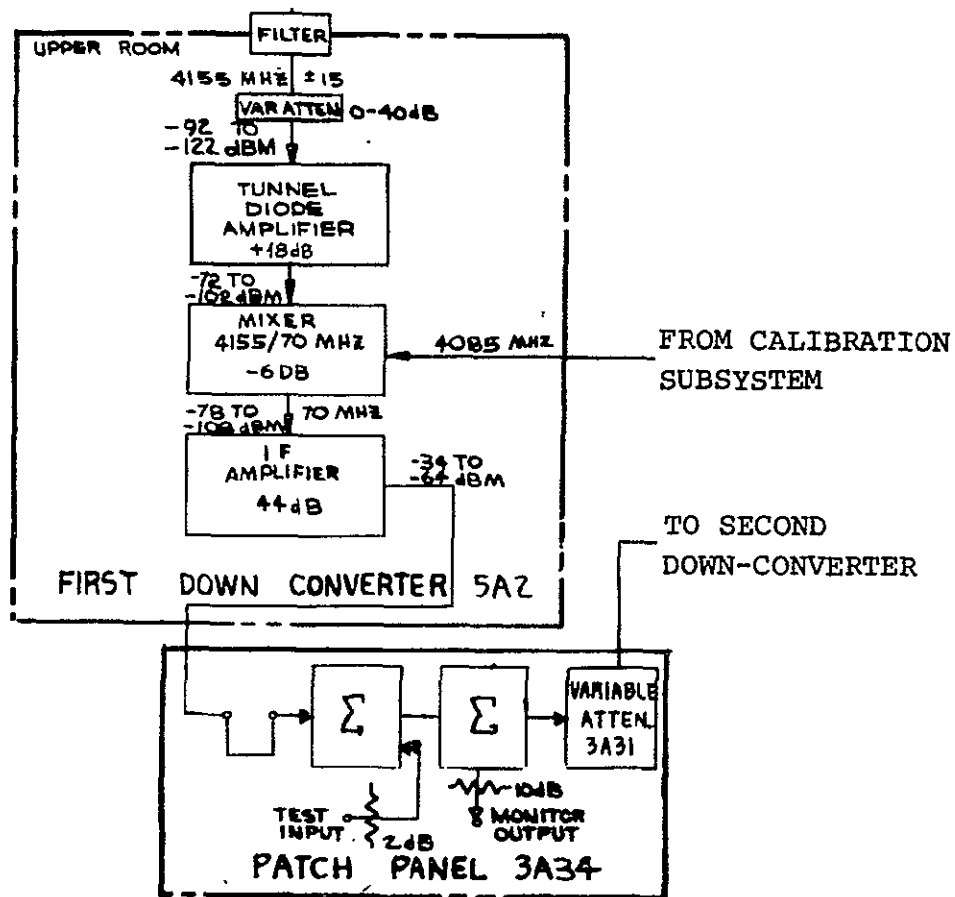 FILTER
UPPER ROOM
4155 MHZ ±15
VAR ATTEN
0-40dB
-92 TO
-122 dBM
TUNNEL
DIODE
AMPLIFIER
+18dB
-72 TO
-102 dBM
MIXER
4155/70 MHZ
-6 DB
4085 MHZ
FROM CALIBRATION
SUBSYSTEM
-78 TO
-108 dBM
70 MHZ
IF
AMPLIFIER
44dB
-34 TO
-64 dBM
TO SECOND
DOWN-CONVERTER
FIRST DOWN CONVERTER 5A2
Σ
Σ
VARIABLE
ATTEN.
3A31
10dB
TEST
INPUT
2dB
MONITOR
OUTPUT
PATCH PANEL 3A34